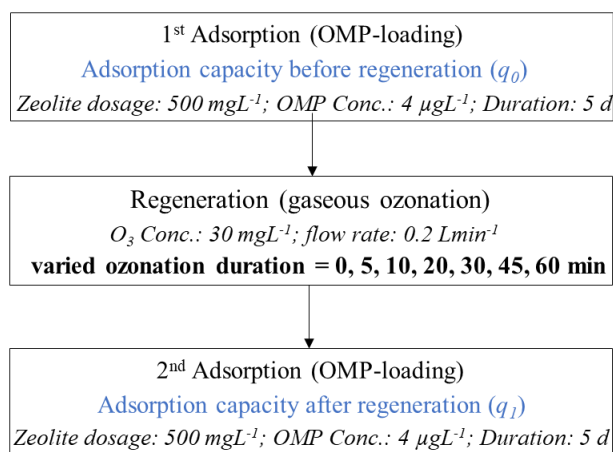 1st Adsorption (OMP-loading)
Adsorption capacity before regeneration (q0)
Zeolite dosage: 500 mgL-1; OMP Conc.: 4 µgL-1; Duration: 5 d
Regeneration (gaseous ozonation)
O3 Conc.: 30 mgL-1; flow rate: 0.2 Lmin-1
varied ozonation duration = 0, 5, 10, 20, 30, 45, 60 min
2nd Adsorption (OMP-loading)
Adsorption capacity after regeneration (q1)
Zeolite dosage: 500 mgL-1; OMP Conc.: 4 µgL-1; Duration: 5 d